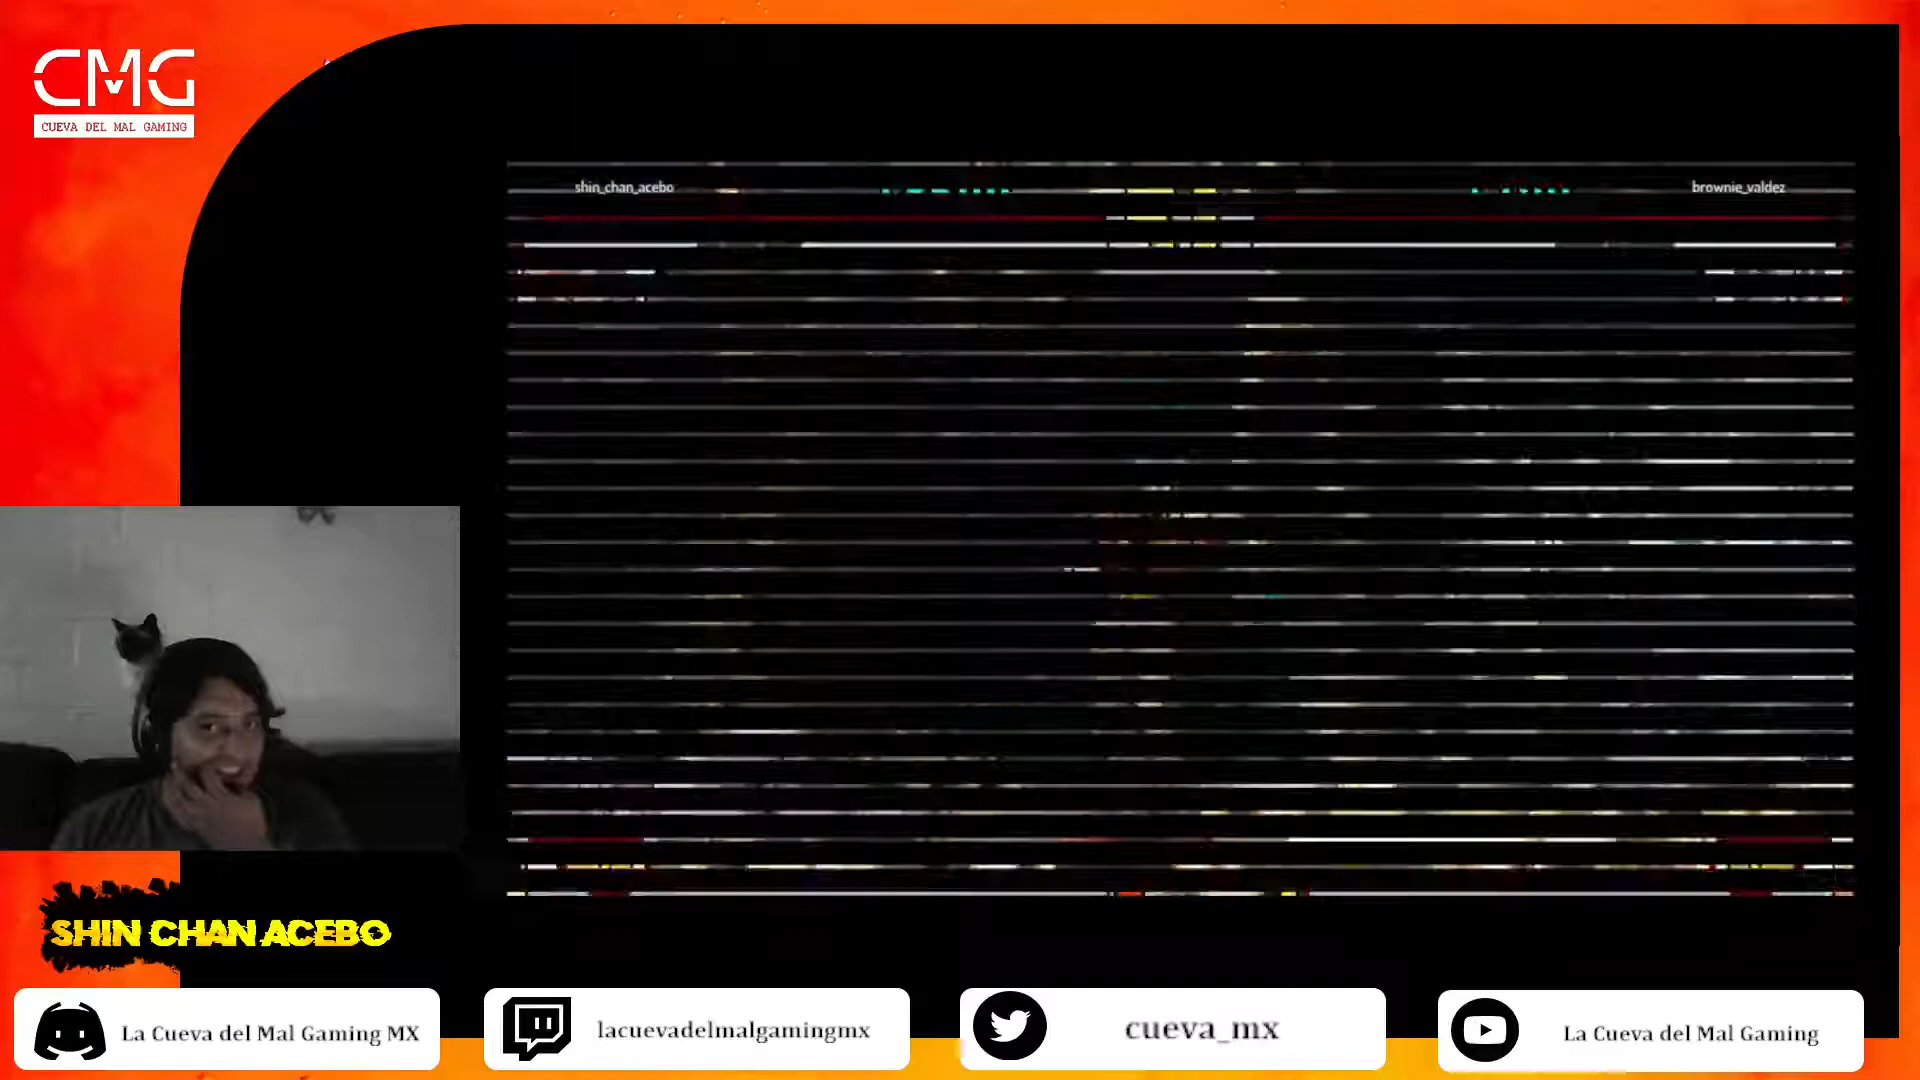 CMG
CUEVA DEL MAL GAMING
shin_chan_acebo
brownie_valdez
SHIN CHAN ACEBO
La Cueva del Mal Gaming MX
lacuevadelmalgamingmx
cueva_mx
La Cueva del Mal Gaming